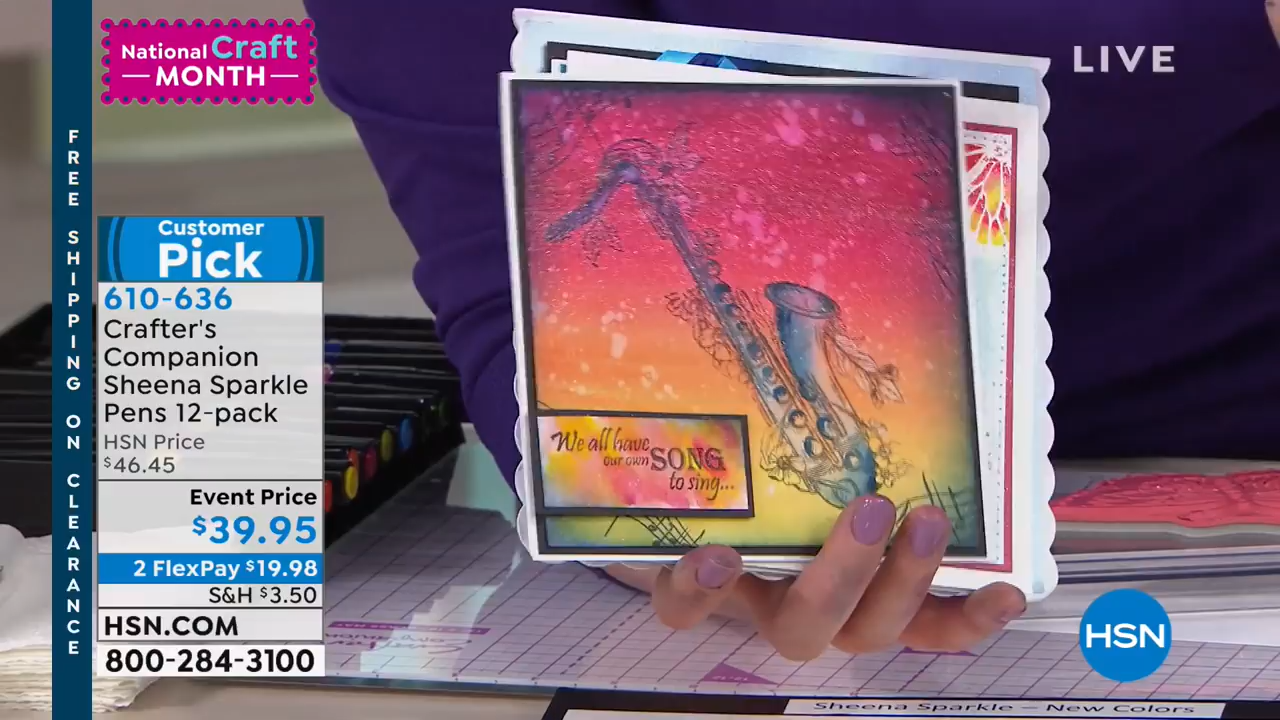 National Craft
MONTH
LIVE
FREE SHIPPING ON CLEARANCE
Customer
Pick
610-636
Crafter's
Companion
Sheena Sparkle
Pens 12-pack
HSN Price
$46.45
Event Price
$39.95
2 FlexPay $19.98
S&H $3.50
HSN.COM
800-284-3100
We all have
our own SONG
to sing...
HSN
Sheena Sparkle – New Colors